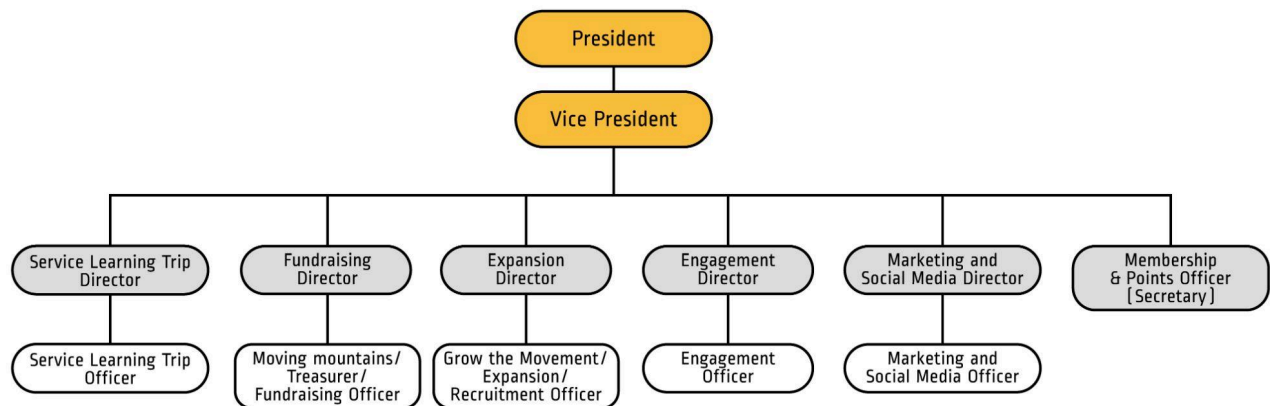 President
Vice President
Service Learning Trip
Director
Fundraising
Director
Expansion
Director
Engagement
Director
Marketing and
Social Media Director
Membership
& Points Officer
[Secretary]
Service Learning Trip
Officer
Moving mountains/
Treasurer/
Fundraising Officer
Grow the Movement/
Expansion/
Recruitment Officer
Engagement
Officer
Marketing and
Social Media Officer